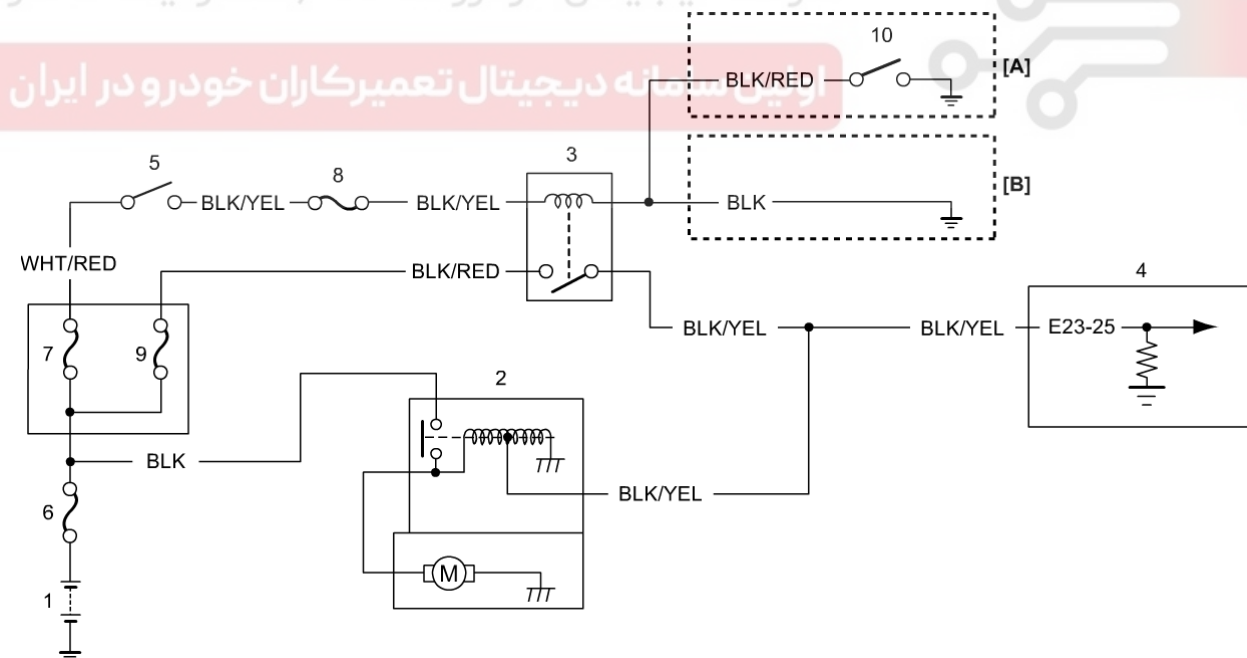 اولین سامانه دیجیتال تعمیرکاران خودرو در ایران
10
[A]
BLK/RED
5
8
3
[B]
BLK/YEL
BLK/YEL
BLK
WHT/RED
BLK/RED
4
BLK/YEL
BLK/YEL
E23-25
7
9
2
BLK
BLK/YEL
6
M
1